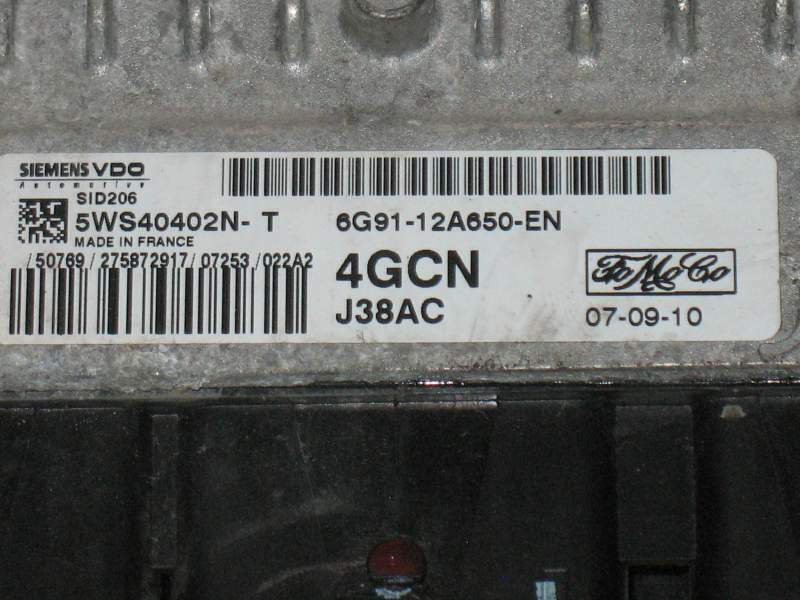 SIEMENS VDO
Automotive
SID206
5WS40402N- T
MADE IN FRANCE
/ 50769 / 275872917 / 07253 / 022A2
6G91-12A650-EN
4GCN
J38AC
FoMoCo
07-09-10